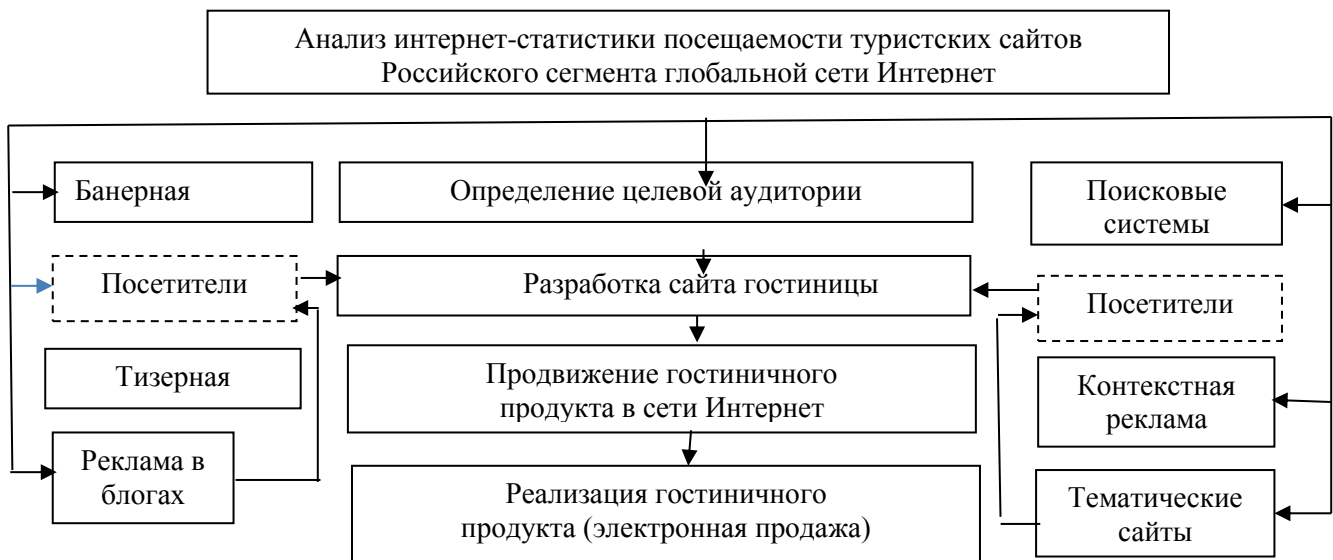 Анализ интернет-статистики посещаемости туристских сайтов
Российского сегмента глобальной сети Интернет
Банерная
Определение целевой аудитории
Поисковые
системы
Посетители
Разработка сайта гостиницы
Посетители
Тизерная
Продвижение гостиничного
продукта в сети Интернет
Контекстная
реклама
Реклама в
блогах
Реализация гостиничного
продукта (электронная продажа)
Тематические
сайты